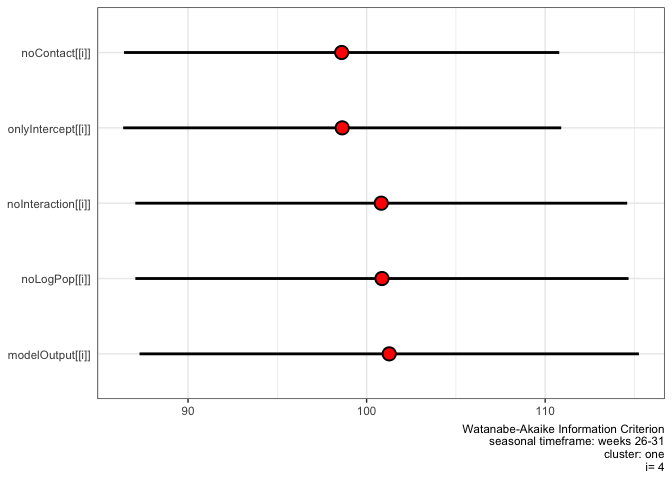 noContact[[i]]
onlyIntercept[[i]]
noInteraction[[i]]
noLogPop[[i]]
modelOutput[[i]]
90 100 110
Watanabe-Akaike Information Criterion
seasonal timeframe: weeks 26-31
cluster: one
i= 4